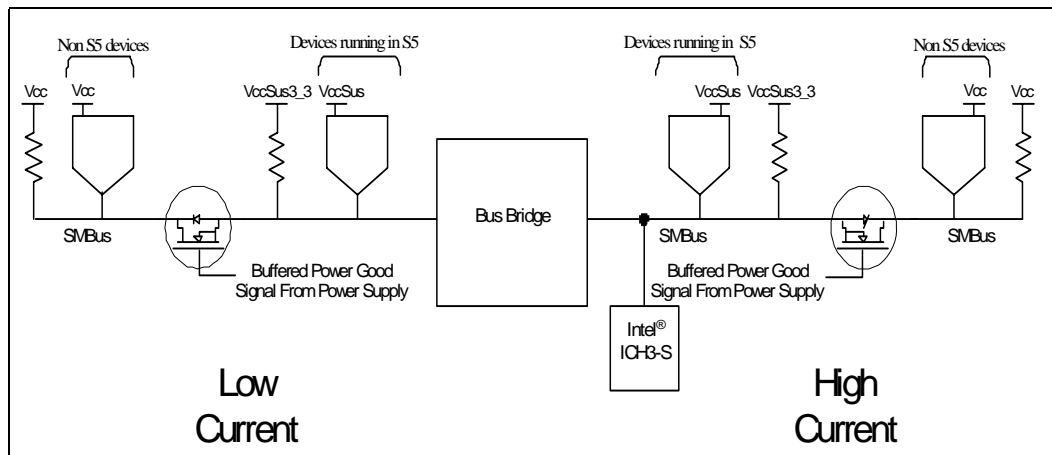 Non S5 devices
Devices running in S5
Devices running in S5
Non S5 devices
Vcc
Vcc
VccSus3_3
VccSus
VccSus
VccSus3_3
Vcc
Vcc
Bus Bridge
SMBus
SMBus
SMBus
Buffered Power Good
Signal From Power Supply
Buffered Power Good
Signal From Power Supply
Intel®
ICH3-S
Low
Current
High
Current